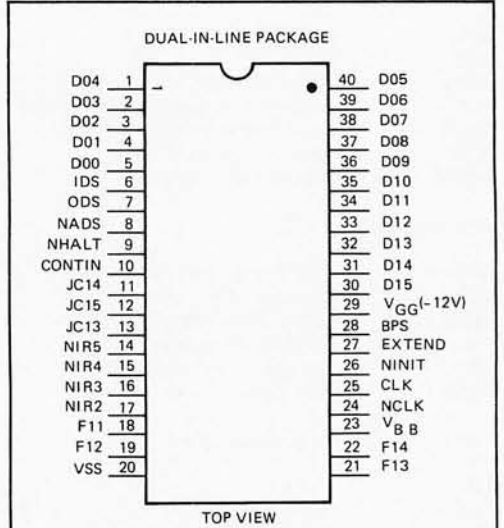 DUAL-IN-LINE PACKAGE
D04 1 40 D05
D03 2 39 D06
D02 3 38 D07
D01 4 37 D08
D00 5 36 D09
IDS 6 35 D10
ODS 7 34 D11
NADS 8 33 D12
NHALT 9 32 D13
CONTIN 10 31 D14
JC14 11 30 D15
JC15 12 29 VGG(-12V)
JC13 13 28 BPS
NIR5 14 27 EXTEND
NIR4 15 26 NINIT
NIR3 16 25 CLK
NIR2 17 24 NCLK
F11 18 23 VBB
F12 19 22 F14
VSS 20 21 F13
TOP VIEW